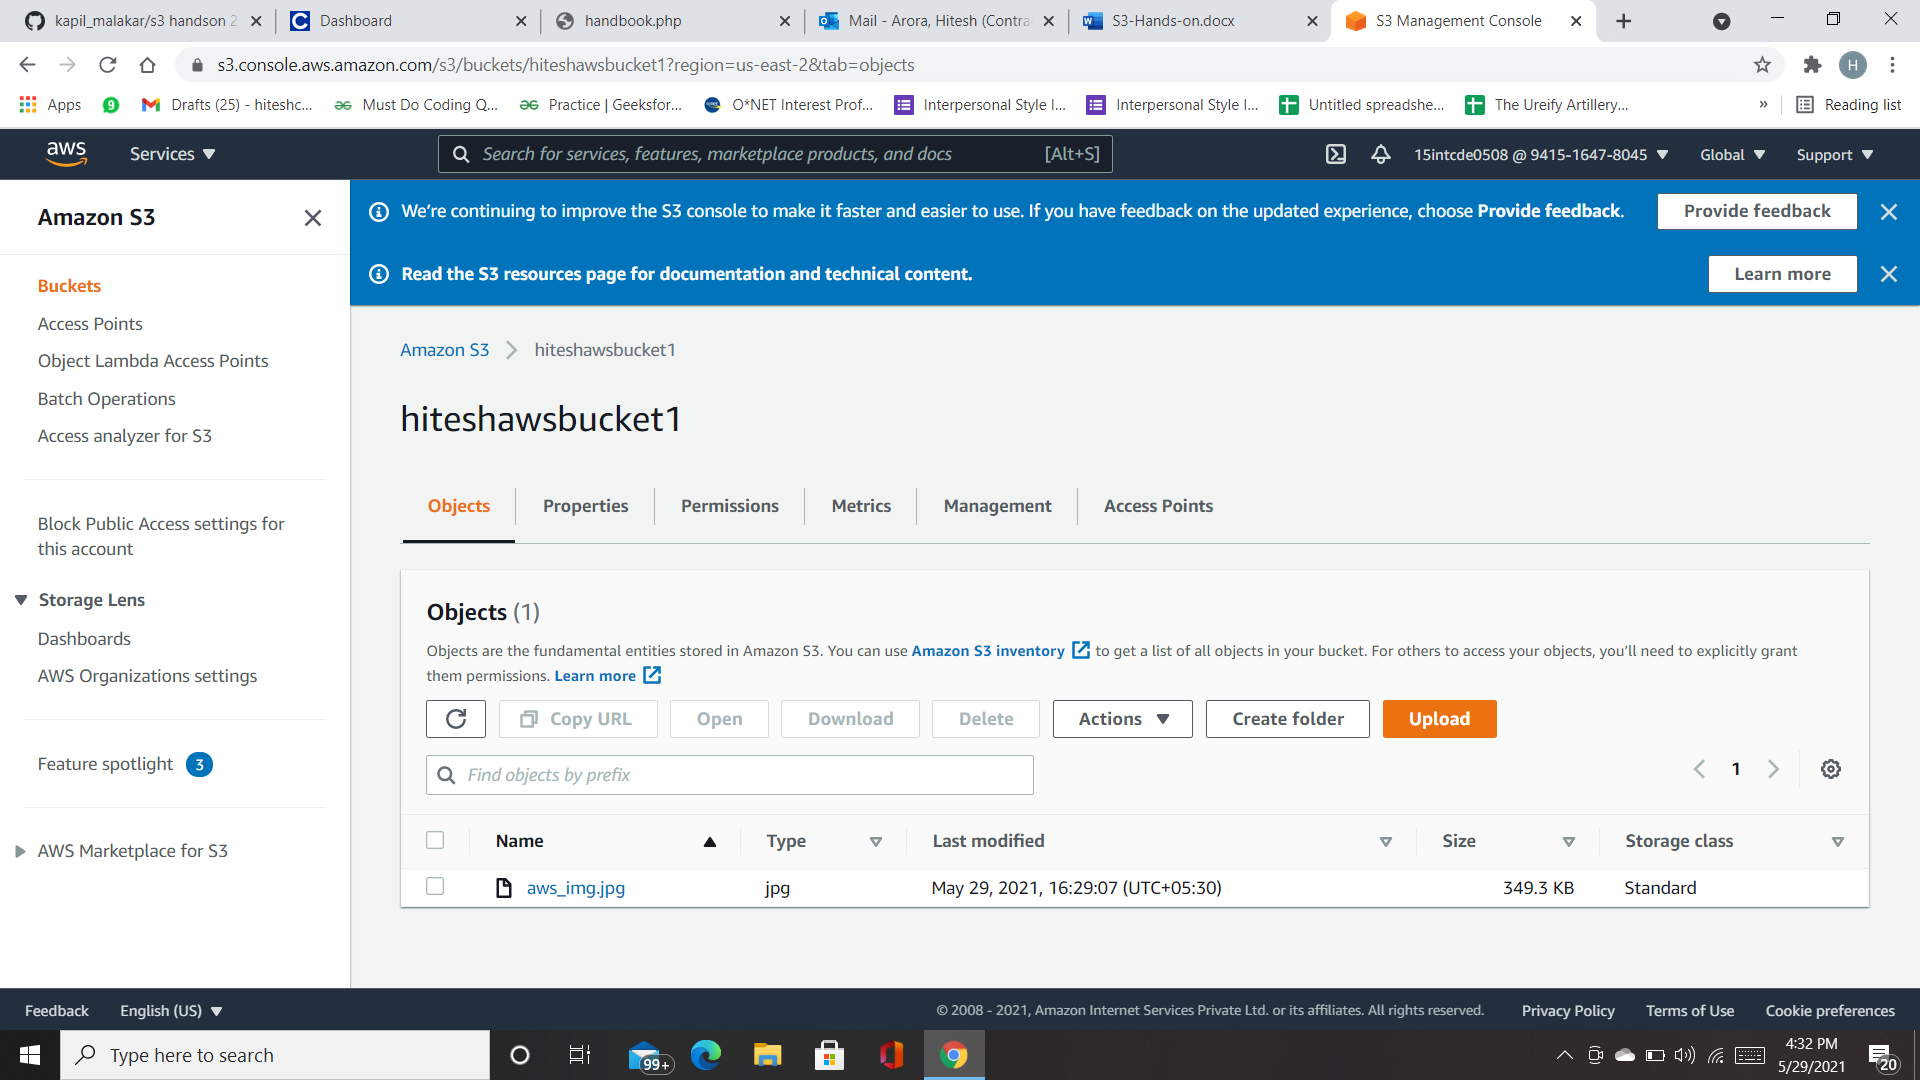 kapil_malakar/s3 handson 2
Dashboard
handbook.php
Mail - Arora, Hitesh (Contra
S3-Hands-on.docx
S3 Management Console
s3.console.aws.amazon.com/s3/buckets/hiteshawsbucket1?region=us-east-2&tab=objects
H
Apps
9
Drafts (25) - hiteshc...
Must Do Coding Q...
Practice | Geeksfor...
O*NET Interest Prof...
Interpersonal Style I...
Interpersonal Style I...
Untitled spreadshe...
The Ureify Artillery...
»
Reading list
aws
Services
Search for services, features, marketplace products, and docs
[Alt+S]
15intcde0508 @ 9415-1647-8045
Global
Support
Amazon S3
Buckets
Access Points
Object Lambda Access Points
Batch Operations
Access analyzer for S3
Block Public Access settings for
this account
Storage Lens
Dashboards
AWS Organizations settings
Feature spotlight 3
AWS Marketplace for S3
We're continuing to improve the S3 console to make it faster and easier to use. If you have feedback on the updated experience, choose Provide feedback.
Provide feedback
Read the S3 resources page for documentation and technical content.
Learn more
Amazon S3 > hiteshawsbucket1
hiteshawsbucket1
Objects
Properties
Permissions
Metrics
Management
Access Points
Objects (1)
Objects are the fundamental entities stored in Amazon S3. You can use Amazon S3 inventory to get a list of all objects in your bucket. For others to access your objects, you'll need to explicitly grant
them permissions. Learn more
Copy URL
Open
Download
Delete
Actions
Create folder
Upload
Find objects by prefix
1
Name
Type
Last modified
Size
Storage class
aws_img.jpg
jpg
May 29, 2021, 16:29:07 (UTC+05:30)
349.3 KB
Standard
Feedback
English (US)
© 2008 - 2021, Amazon Internet Services Private Ltd. or its affiliates. All rights reserved.
Privacy Policy
Terms of Use
Cookie preferences
Type here to search
99+
4:32 PM
5/29/2021
20